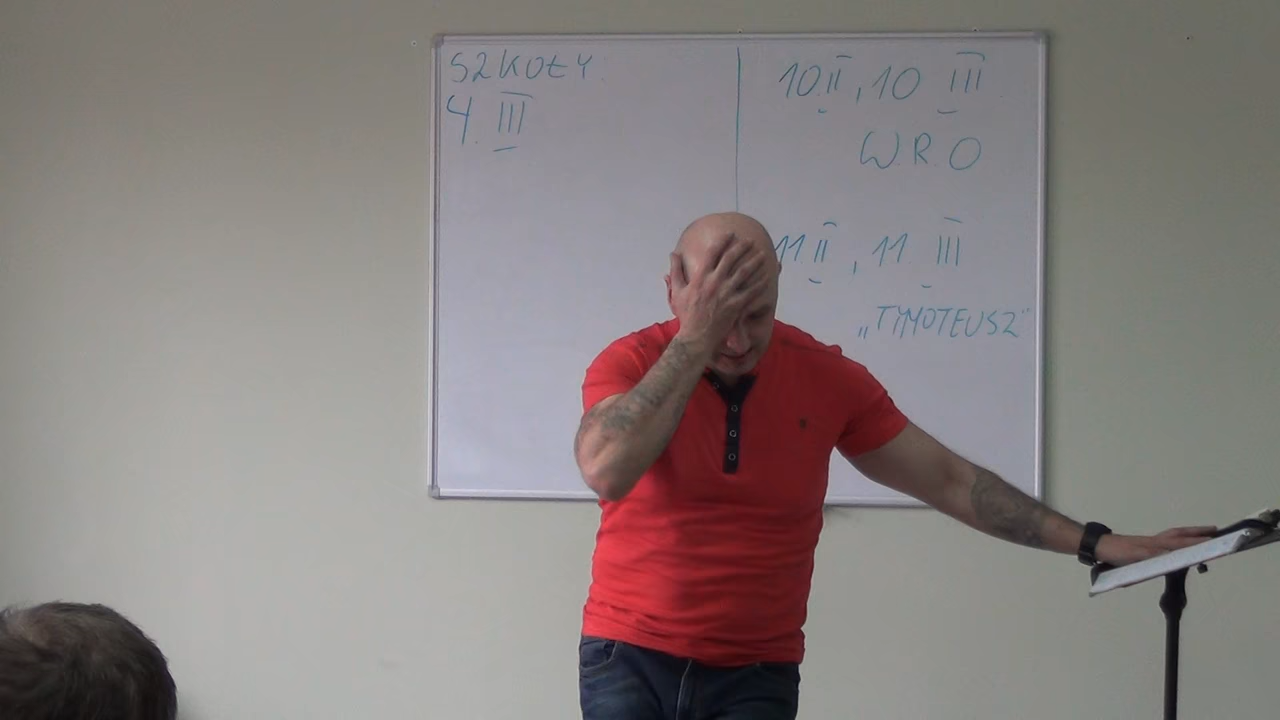 SZKOŁY:
4. III
10.II, 10 III
W.R.O
11.II, 11 III
„TYMOTEUSZ"